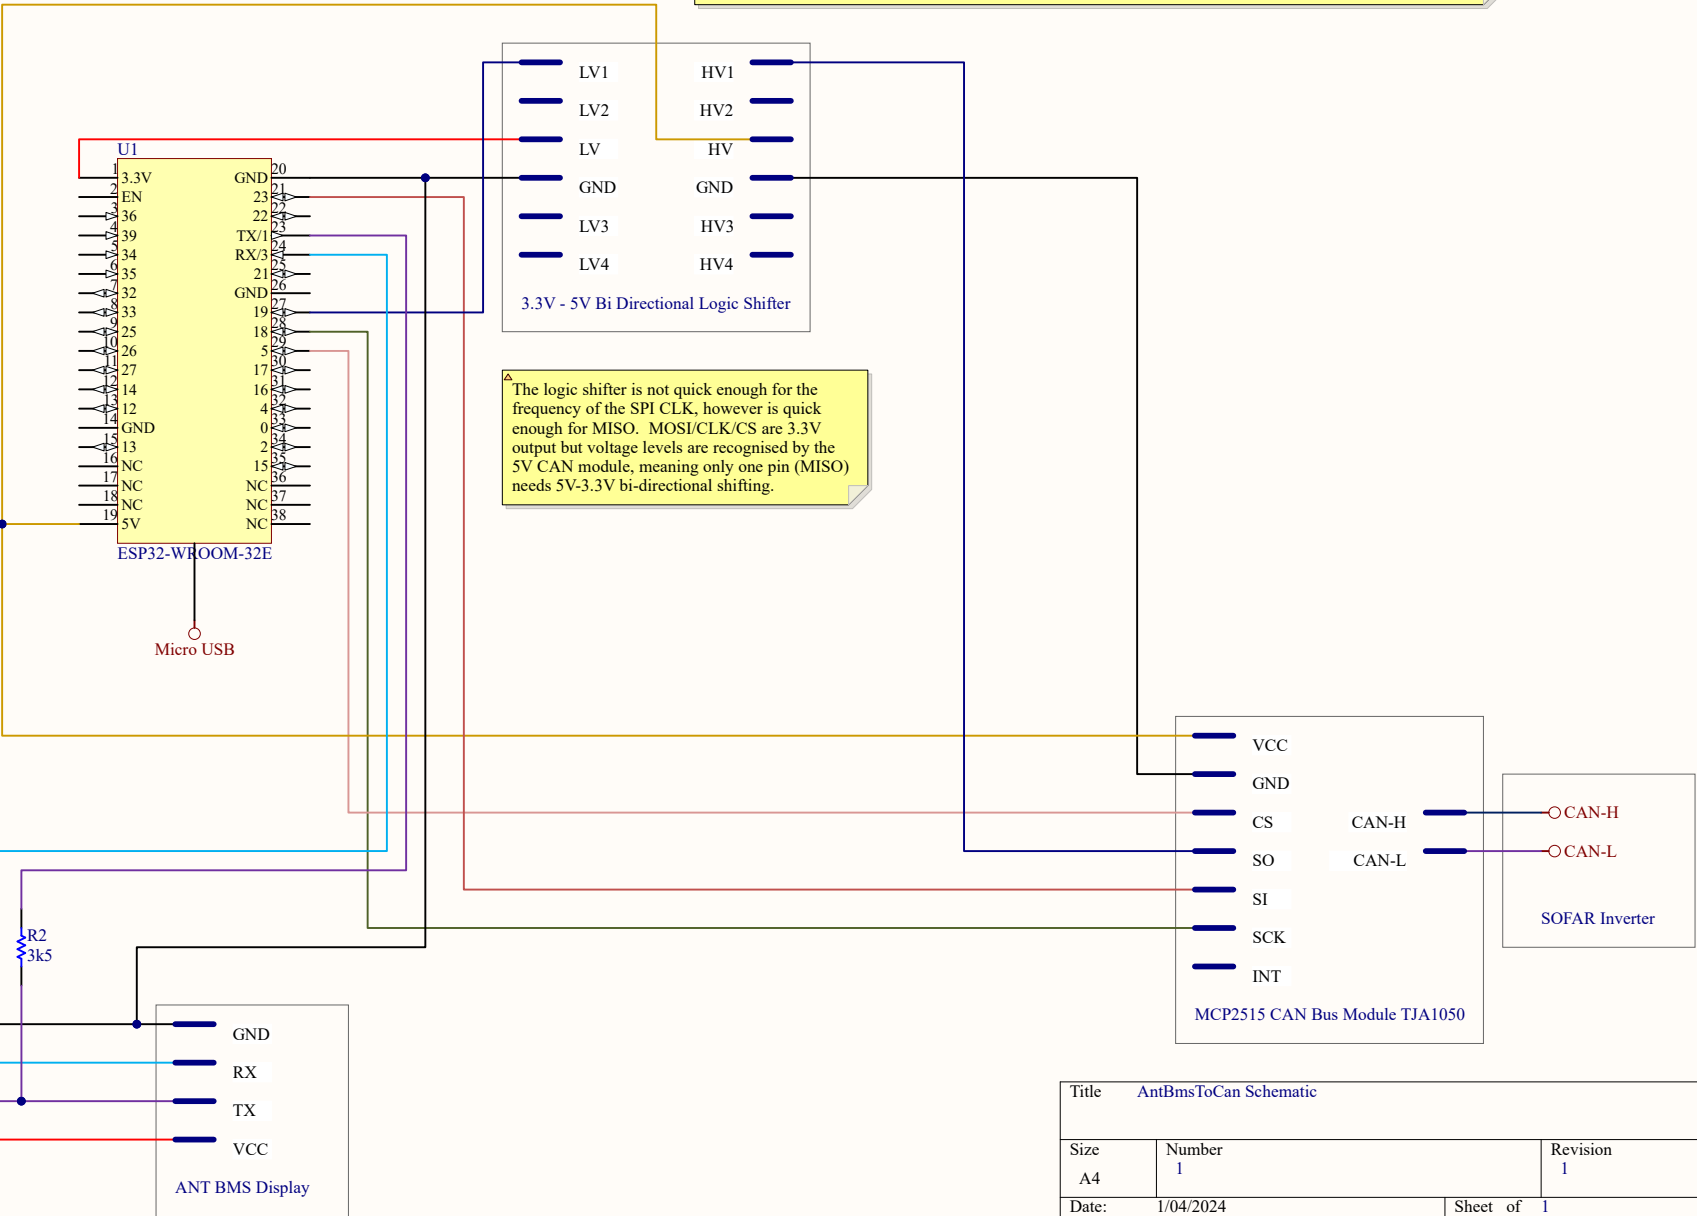 LV1 HV1
LV2 HV2
LV HV
GND GND
LV3 HV3
LV4 HV4
3.3V - 5V Bi Directional Logic Shifter
U1
1 3.3V GND 20
2 EN 23 21
3 36 22 22
4 39 TX/1 23
5 34 RX/3 24
6 35 21 25
7 32 GND 26
8 33 19 27
9 25 18 28
10 26 5 29
11 27 17 30
12 14 16 31
13 12 4 32
14 GND 0 33
15 13 2 34
16 NC 15 35
17 NC NC 36
18 NC NC 37
19 5V NC 38
ESP32-WROOM-32E
Micro USB
The logic shifter is not quick enough for the
frequency of the SPI CLK, however is quick
enough for MISO. MOSI/CLK/CS are 3.3V
output but voltage levels are recognised by the
5V CAN module, meaning only one pin (MISO)
needs 5V-3.3V bi-directional shifting.
VCC
GND
CS CAN-H
SO CAN-L
SI
SCK
INT
MCP2515 CAN Bus Module TJA1050
CAN-H
CAN-L
SOFAR Inverter
R2
3k5
GND
RX
TX
VCC
ANT BMS Display
Title AntBmsToCan Schematic
Size Number Revision
A4 1 1
Date: 1/04/2024 Sheet of 1